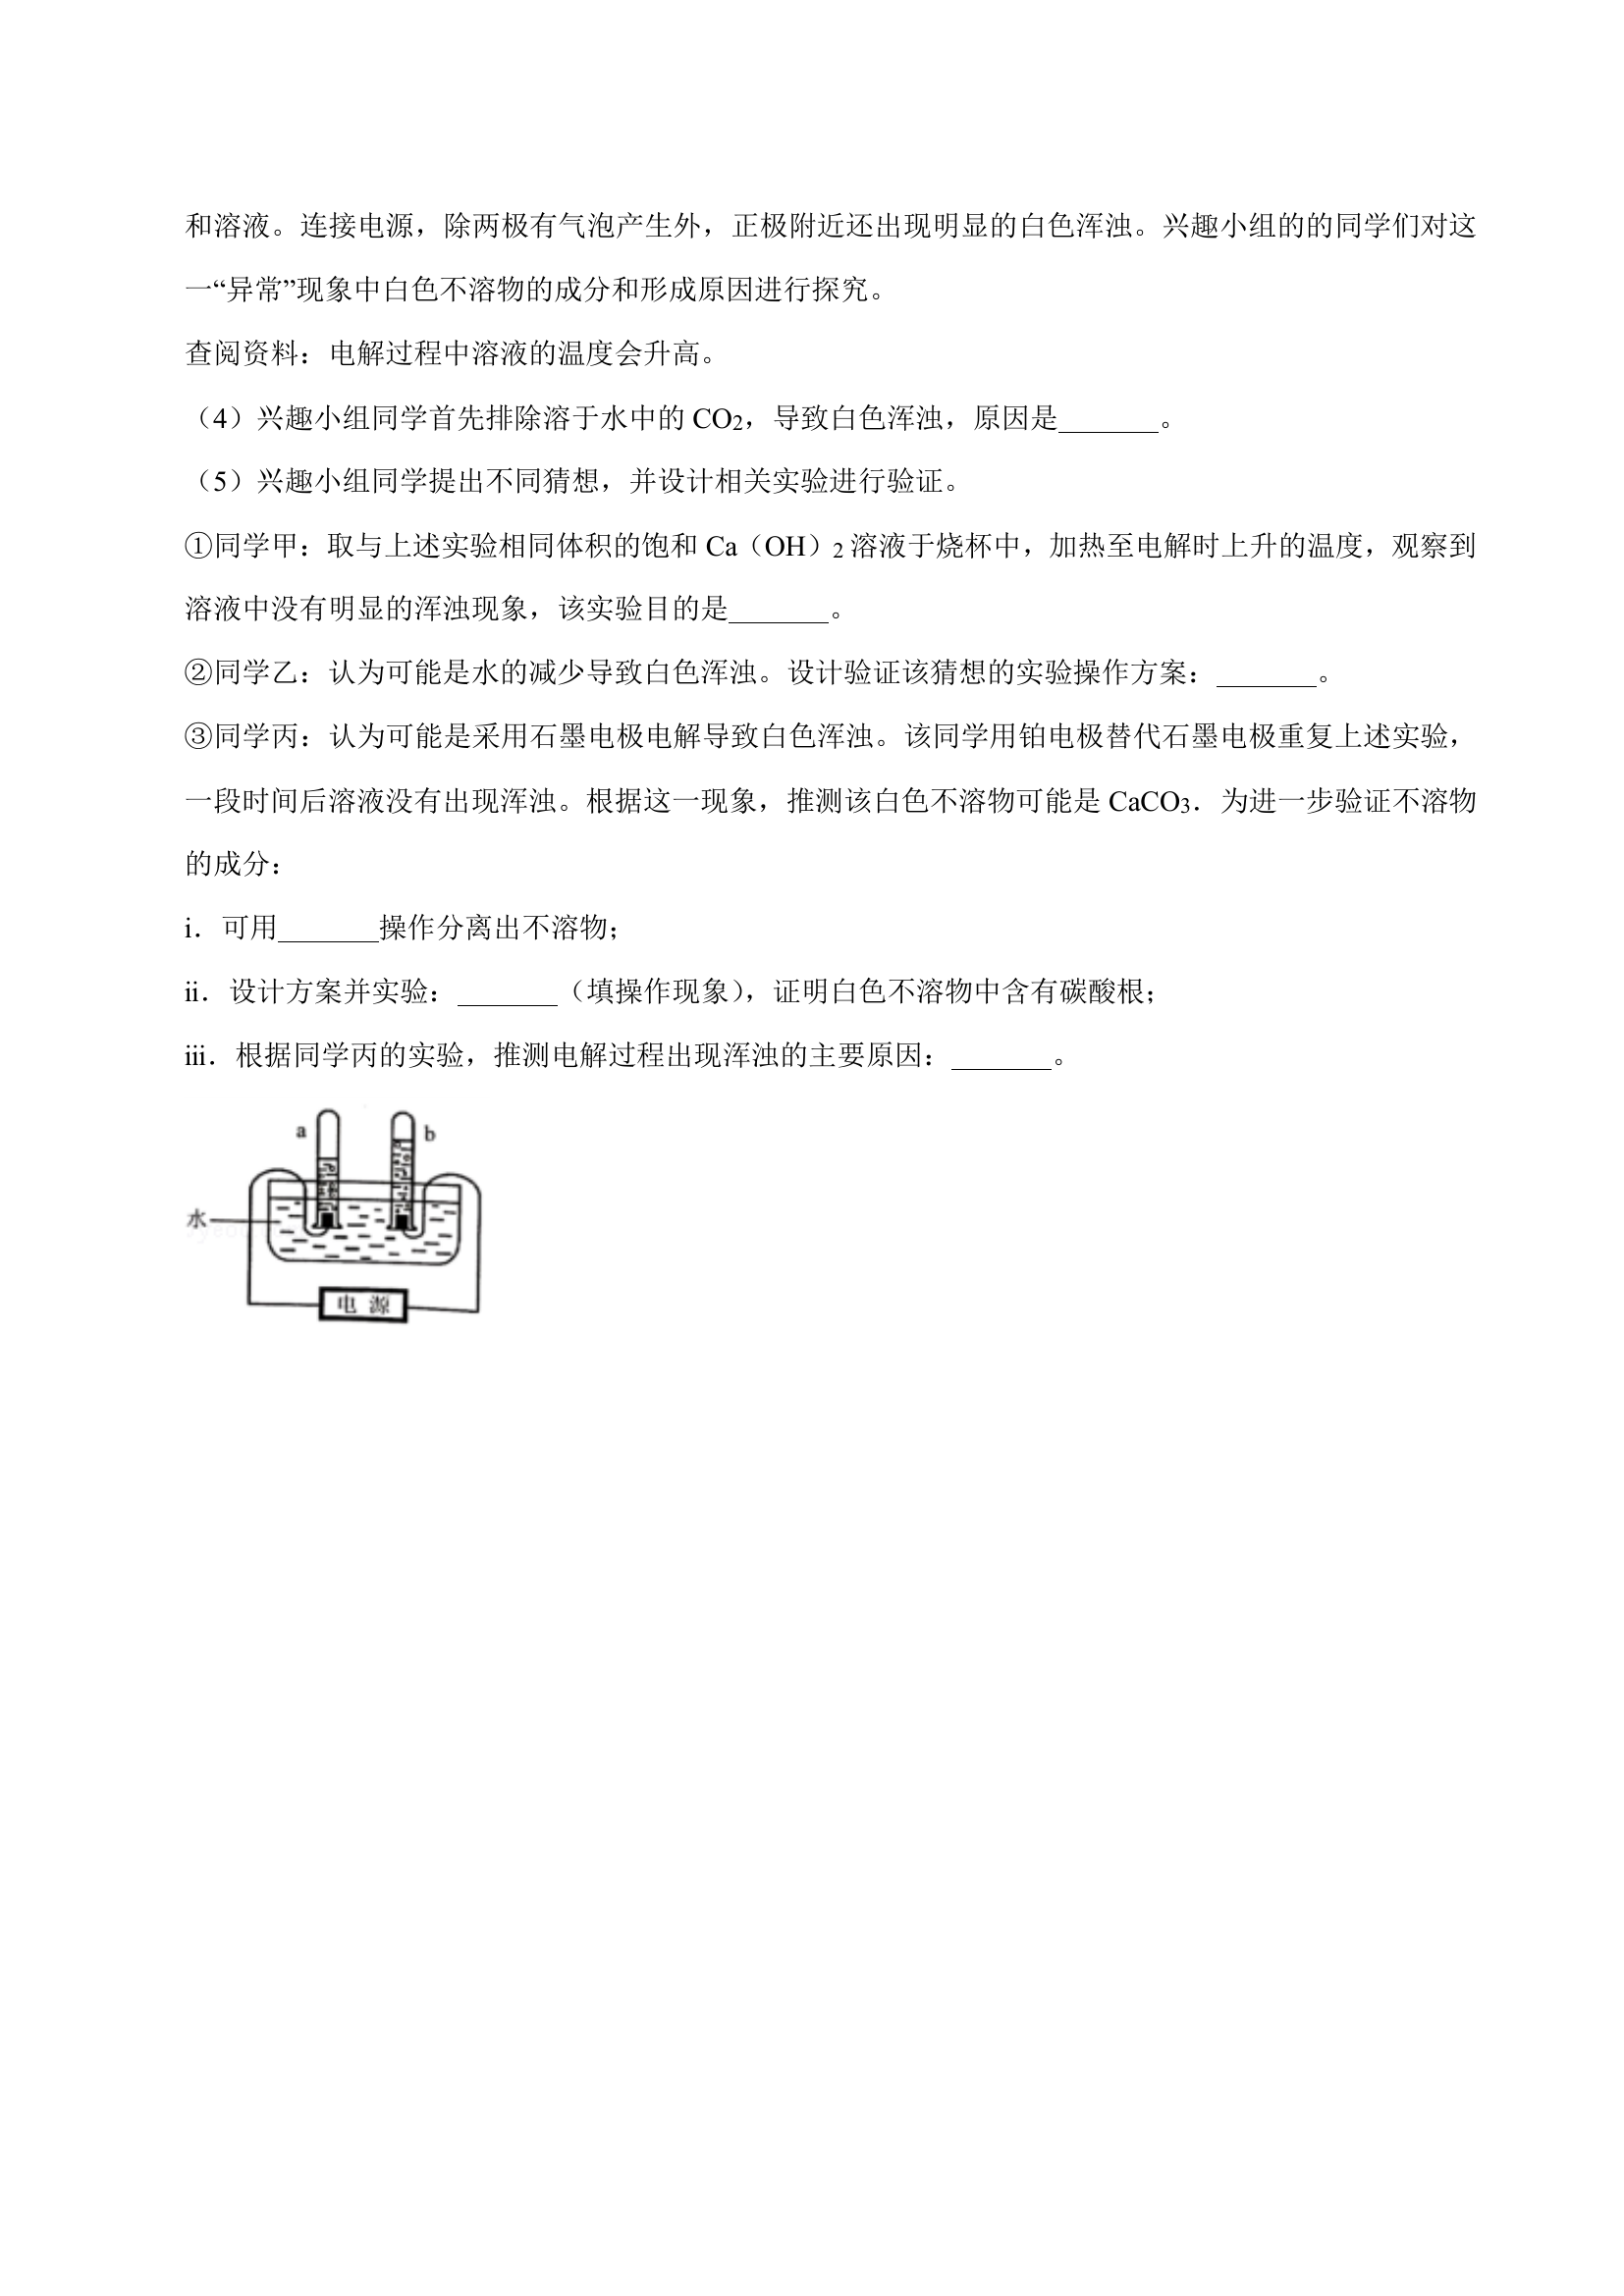 和溶液。连接电源，除两极有气泡产生外，正极附近还出现明显的白色浑浊。兴趣小组的的同学们对这
一“异常”现象中白色不溶物的成分和形成原因进行探究。
查阅资料：电解过程中溶液的温度会升高。
（4）兴趣小组同学首先排除溶于水中的 CO2，导致白色浑浊，原因是_______。
（5）兴趣小组同学提出不同猜想，并设计相关实验进行验证。
①同学甲：取与上述实验相同体积的饱和 Ca（OH）2 溶液于烧杯中，加热至电解时上升的温度，观察到
溶液中没有明显的浑浊现象，该实验目的是_______。
②同学乙：认为可能是水的减少导致白色浑浊。设计验证该猜想的实验操作方案：_______。
③同学丙：认为可能是采用石墨电极电解导致白色浑浊。该同学用铂电极替代石墨电极重复上述实验，
一段时间后溶液没有出现浑浊。根据这一现象，推测该白色不溶物可能是 CaCO3．为进一步验证不溶物
的成分：
i．可用_______操作分离出不溶物；
ii．设计方案并实验：_______（填操作现象），证明白色不溶物中含有碳酸根；
iii．根据同学丙的实验，推测电解过程出现浑浊的主要原因：_______。
a b
水
电 源